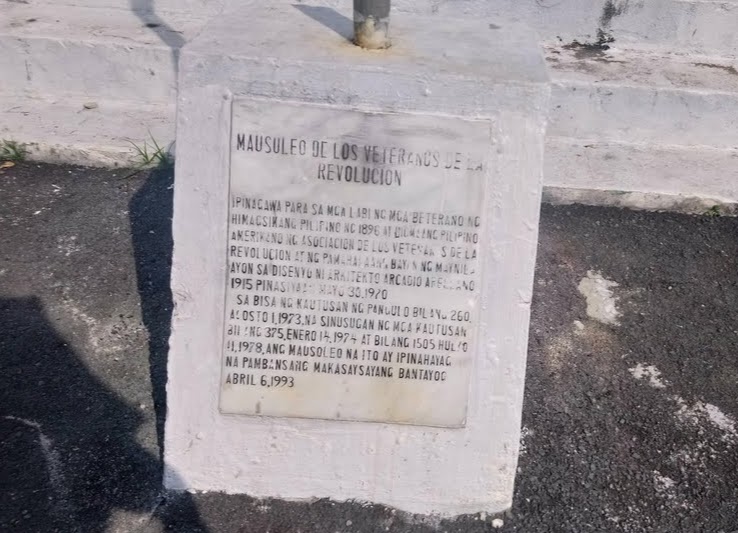 MAUSULEO DE LOS VETERANOS DE LA
REVOLUCION
IPINAGAWA PARA SA MGA LABI NG MGA BETERANO NG
HIMAGSIKANG PILIPINO NG 1896 AT DIGMAANG PILIPINO
AMERIKANO NG ASOCIACION DE LOS VETERANOS DE LA
REVOLUCION AT NG PAMAHALAANG BAYAN NG MAYNILA
AYON SA DISENYO NI ARKITEKTO ARCADIO ARELLANO
1915 PINASIYAAN MAYO 30,1920
SA BISA NG KAUTUSAN NG PANGULO BILANG 260,
AGOSTO 1,1973,NA SINUSUGAN NG MGA KAUTUSAN
BILANG 375,ENERO 14,1974 AT BILANG 1505 HULYO
11,1978,ANG MAUSOLEO NA ITO AY IPINAHAYAG
NA PAMBANSANG MAKASAYSAYANG BANTAYOG
ABRIL 6,1993